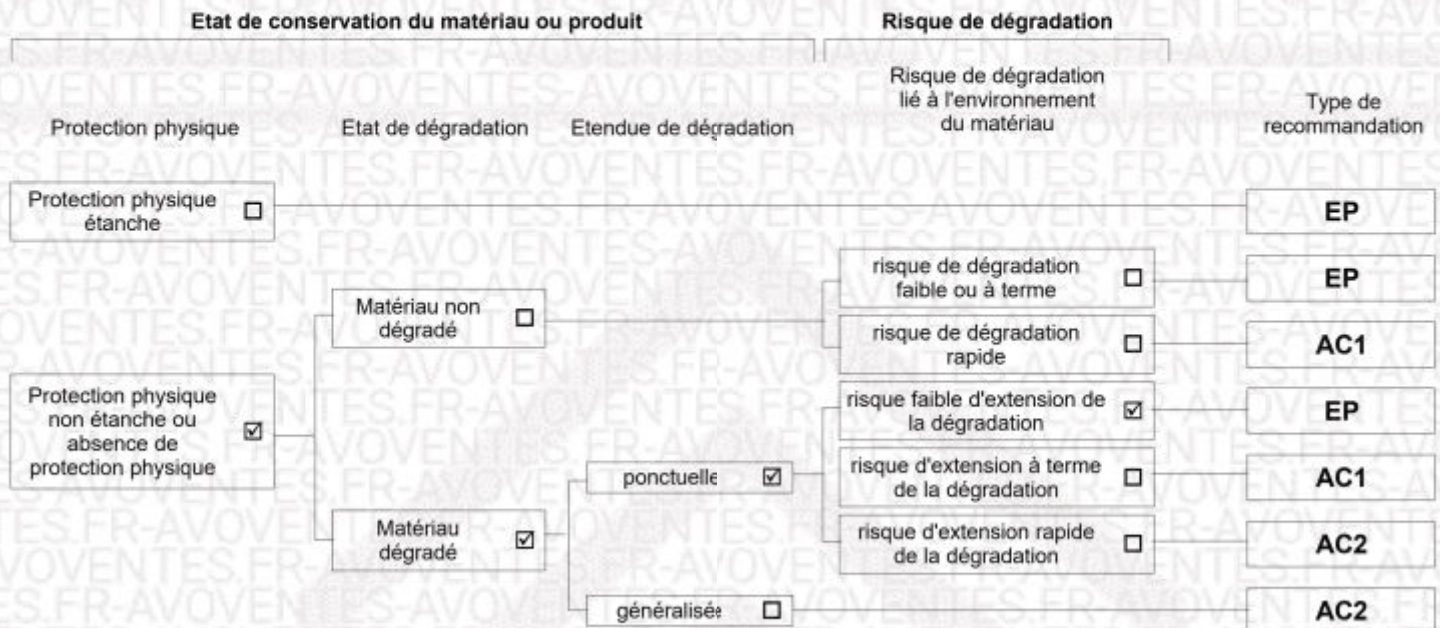 Etat de conservation du matériau ou produit
Risque de dégradation
Protection physique
Etat de dégradation
Etendue de dégradation
Risque de dégradation
lié à l'environnement
du matériau
Type de
recommandation
Protection physique
étanche
EP
risque de dégradation
faible ou à terme
EP
Matériau non
dégradé
risque de dégradation
rapide
AC1
Protection physique
non étanche ou
absence de
protection physique
risque faible d'extension de
la dégradation
EP
ponctuelle
risque d'extension à terme
de la dégradation
AC1
Matériau
dégradé
risque d'extension rapide
de la dégradation
AC2
généralisée
AC2